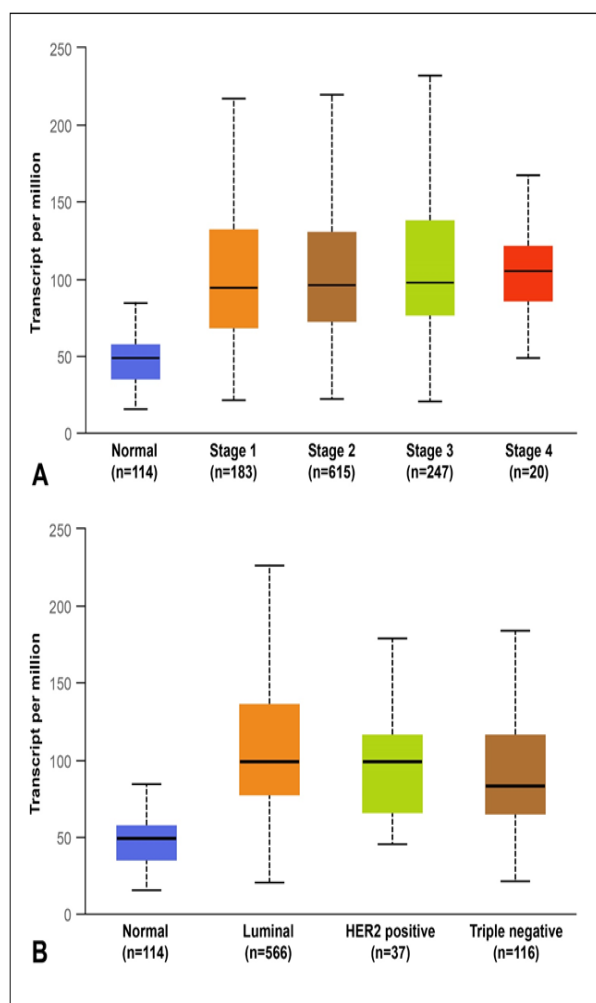 250
200
150
100
50
0
Transcript per million
Normal Stage 1 Stage 2 Stage 3 Stage 4
(n=114) (n=183) (n=615) (n=247) (n=20)
A
250
200
150
100
50
0
Transcript per million
Normal Luminal HER2 positive Triple negative
(n=114) (n=566) (n=37) (n=116)
B